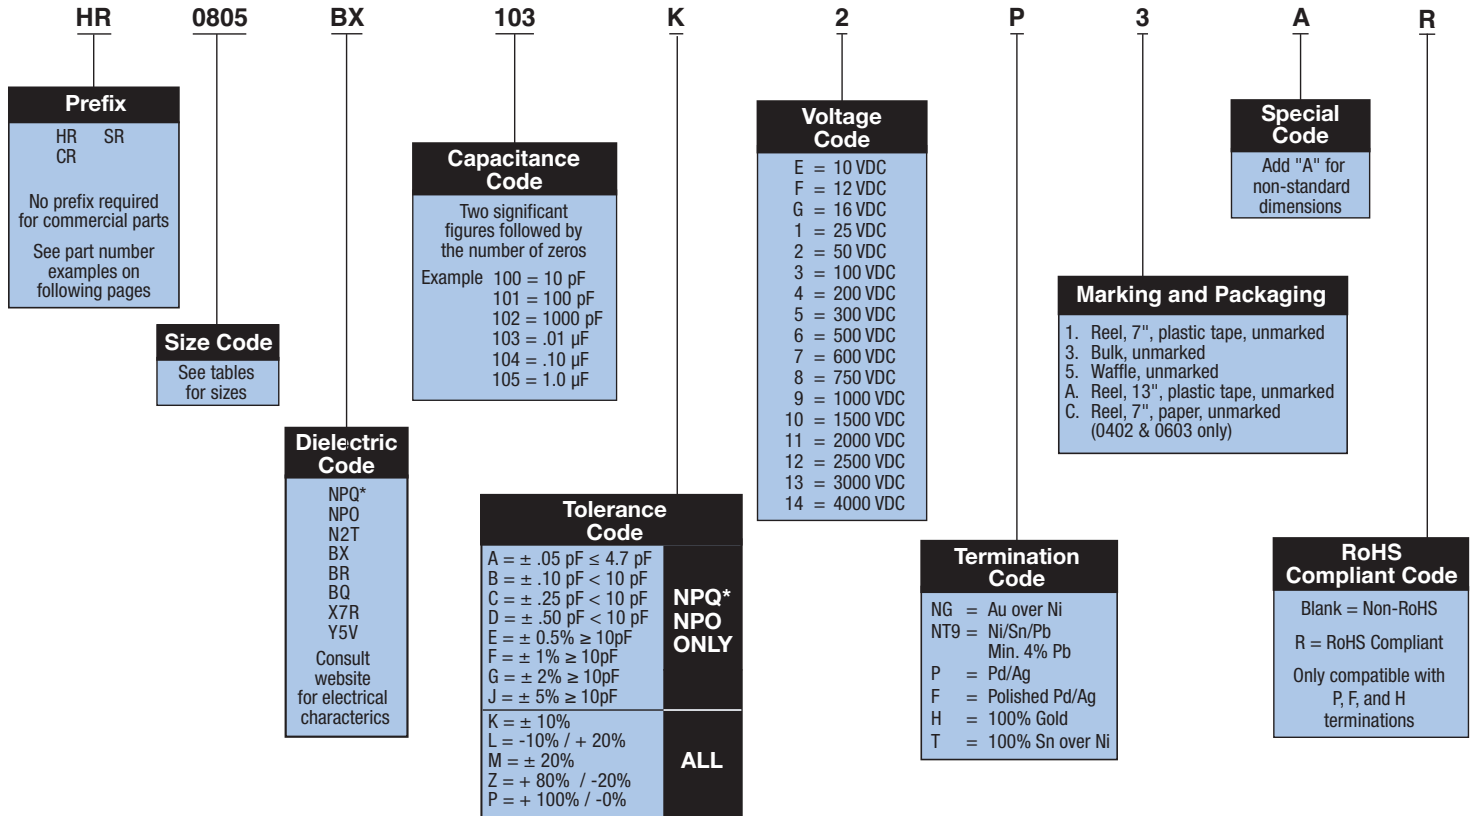 HR 0805 BX 103 K 2 P 3 A R
Prefix
HR SR
CR
No prefix required
for commercial parts
See part number
examples on
following pages
Size Code
See tables
for sizes
Dielectric
Code
NPQ*
NPO
N2T
BX
BR
BQ
X7R
Y5V
Consult
website
for electrical
characterics
Capacitance
Code
Two significant
figures followed by
the number of zeros
Example 100 = 10 pF
101 = 100 pF
102 = 1000 pF
103 = .01 µF
104 = .10 µF
105 = 1.0 µF
Tolerance
Code
A = ± .05 pF ≤ 4.7 pF
B = ± .10 pF < 10 pF
C = ± .25 pF < 10 pF
D = ± .50 pF < 10 pF
E = ± 0.5% ≥ 10pF
F = ± 1% ≥ 10pF
G = ± 2% ≥ 10pF
J = ± 5% ≥ 10pF
NPQ*
NPO
ONLY
K = ± 10%
L = -10% / + 20%
M = ± 20%
Z = + 80% / -20%
P = + 100% / -0%
ALL
Voltage
Code
E = 10 VDC
F = 12 VDC
G = 16 VDC
1 = 25 VDC
2 = 50 VDC
3 = 100 VDC
4 = 200 VDC
5 = 300 VDC
6 = 500 VDC
7 = 600 VDC
8 = 750 VDC
9 = 1000 VDC
10 = 1500 VDC
11 = 2000 VDC
12 = 2500 VDC
13 = 3000 VDC
14 = 4000 VDC
Termination
Code
NG = Au over Ni
NT9 = Ni/Sn/Pb
Min. 4% Pb
P = Pd/Ag
F = Polished Pd/Ag
H = 100% Gold
T = 100% Sn over Ni
Marking and Packaging
1. Reel, 7", plastic tape, unmarked
3. Bulk, unmarked
5. Waffle, unmarked
A. Reel, 13", plastic tape, unmarked
C. Reel, 7", paper, unmarked
(0402 & 0603 only)
Special
Code
Add "A" for
non-standard
dimensions
RoHS
Compliant Code
Blank = Non-RoHS
R = RoHS Compliant
Only compatible with
P, F, and H
terminations